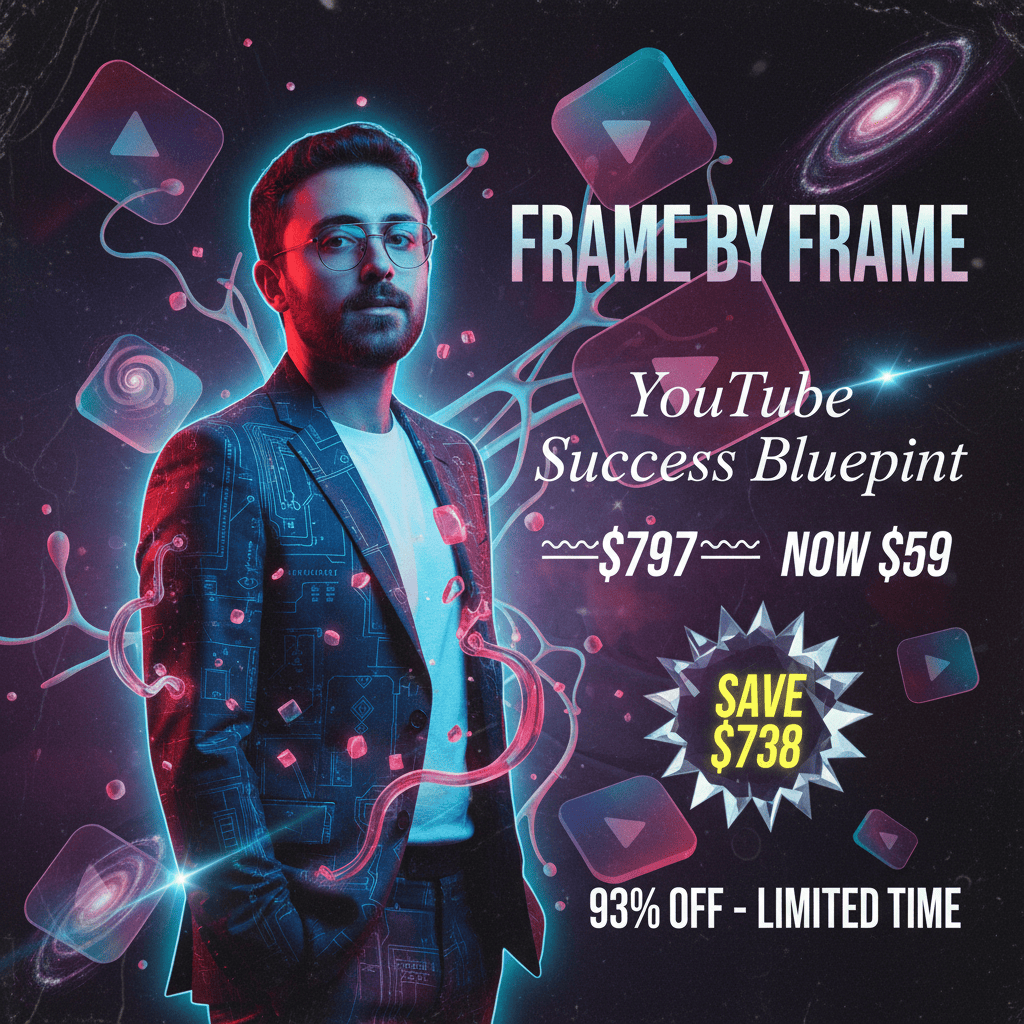 FRAME BY FRAME
YouTube
Success Bluepint
$797 NOW $59
SAVE
$738
93% OFF - LIMITED TIME